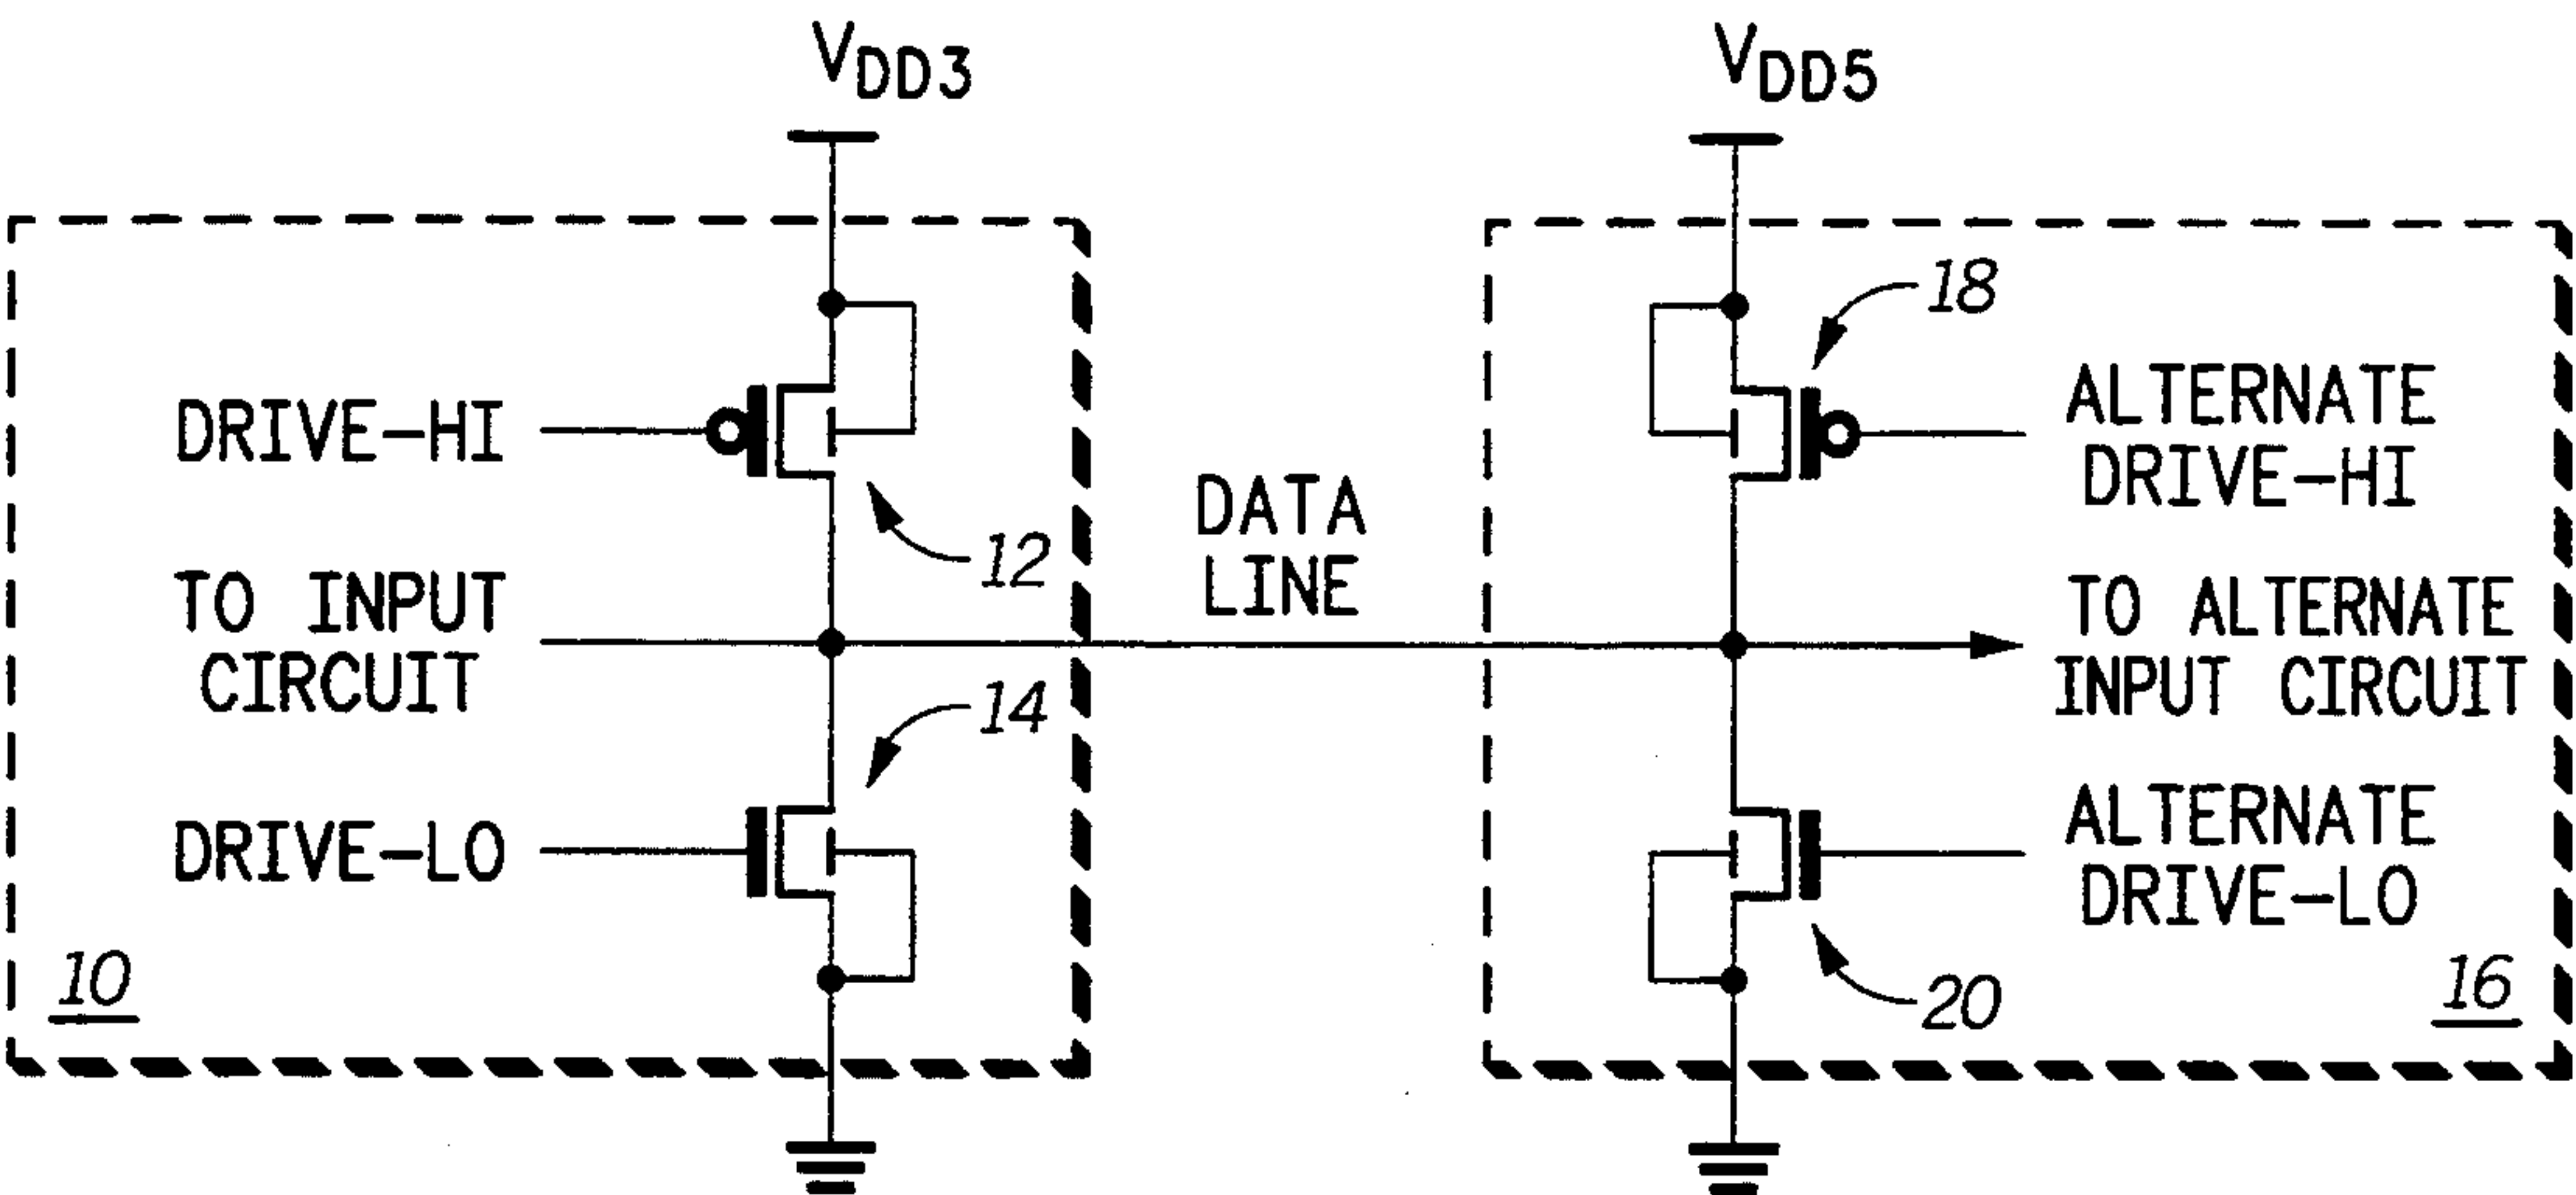 VDD3
VDD5
18
DRIVE-HI
ALTERNATE
DRIVE-HI
12
DATA
LINE
TO INPUT
CIRCUIT
TO ALTERNATE
INPUT CIRCUIT
14
DRIVE-LO
ALTERNATE
DRIVE-LO
10
20
16